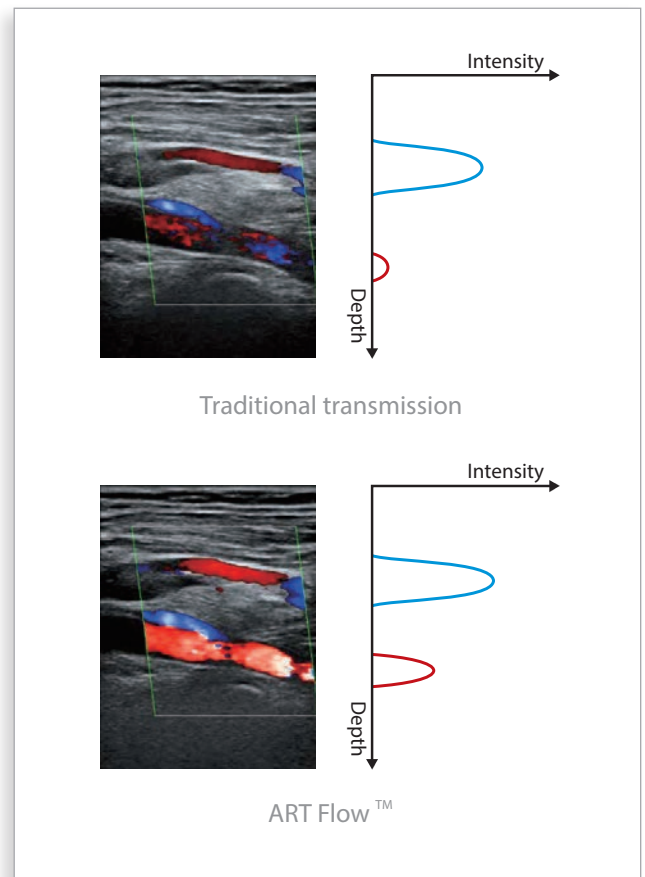 Intensity
Depth
Traditional transmission
Intensity
Depth
ART Flow ™